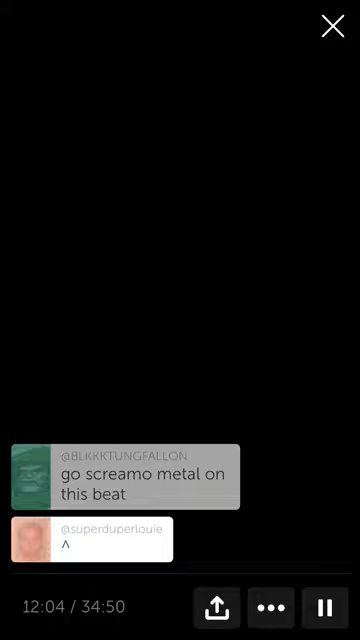 @BLKKKTUNGFALLON
go screamo metal on
this beat
@superduperlouie
^
12:04 / 34:50